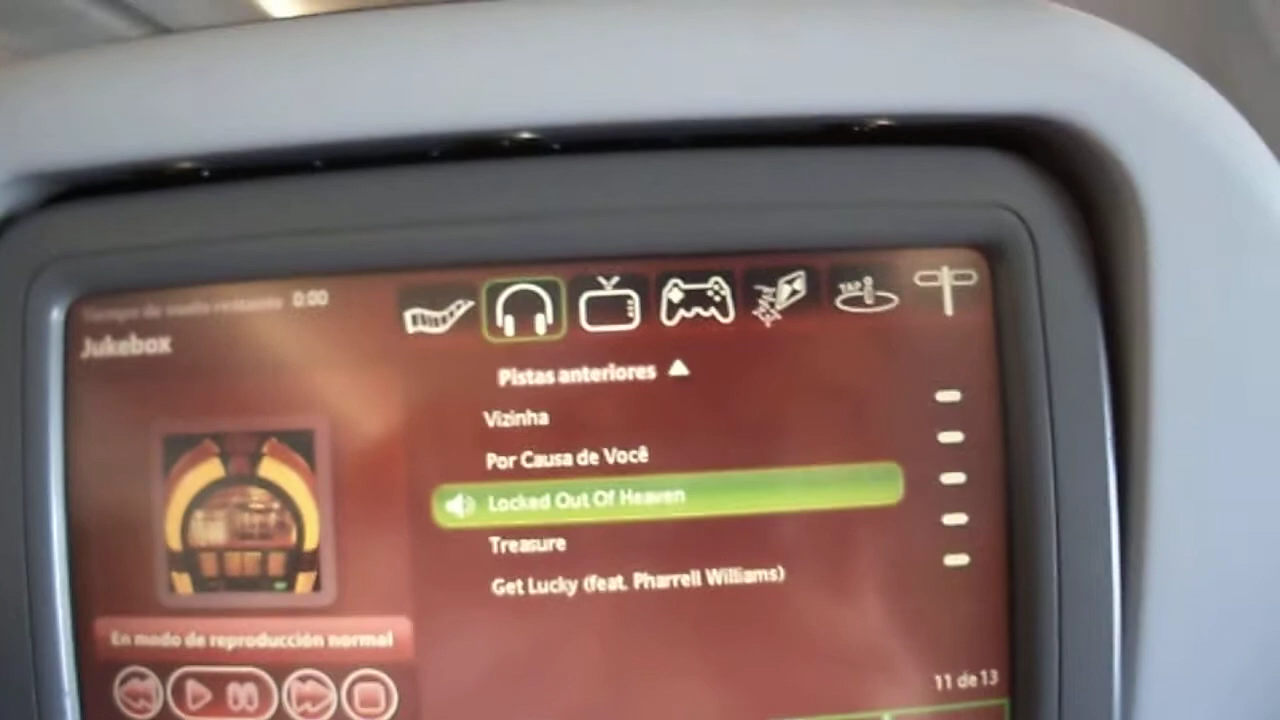 Tiempo de vuelo restante 0:00
Jukebox
TAP
Pistas anteriores
Vizinha
Por Causa de Você
Locked Out Of Heaven
Treasure
Get Lucky (feat. Pharrell Williams)
En modo de reproducción normal
11 de 13